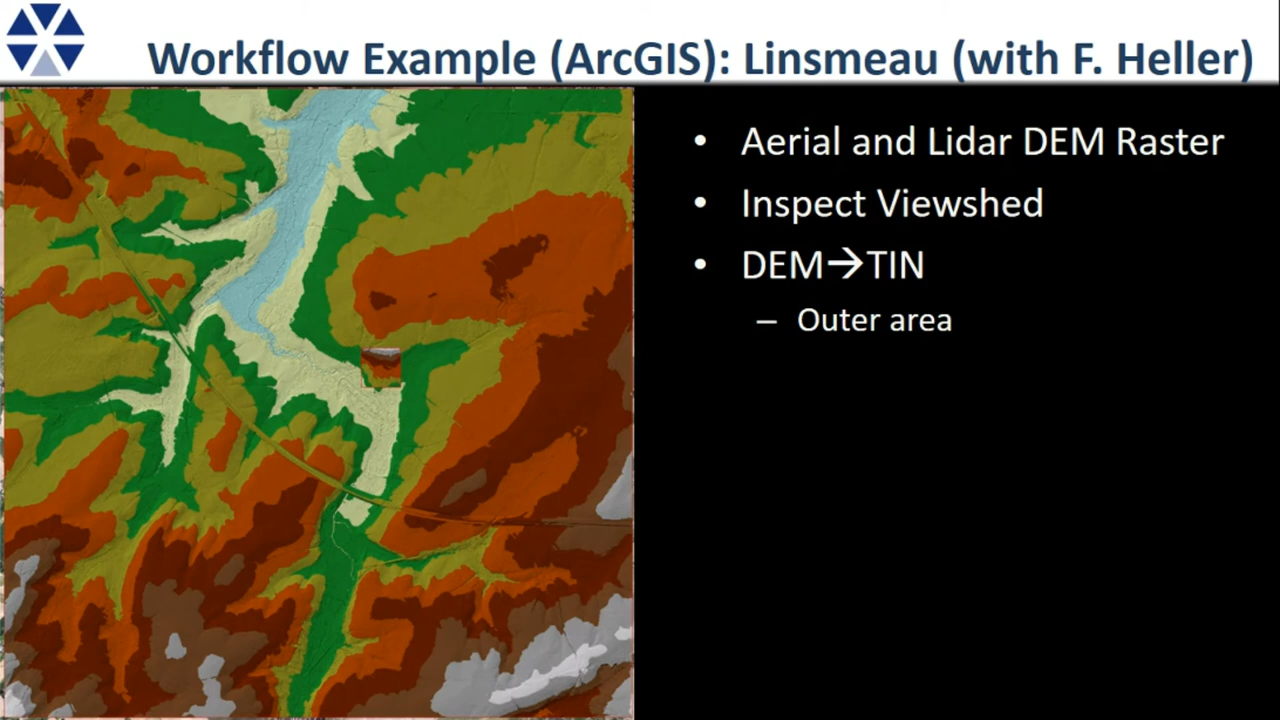 Workflow Example (ArcGIS): Linsmeau (with F. Heller)
• Aerial and Lidar DEM Raster
• Inspect Viewshed
• DEM→TIN
– Outer area